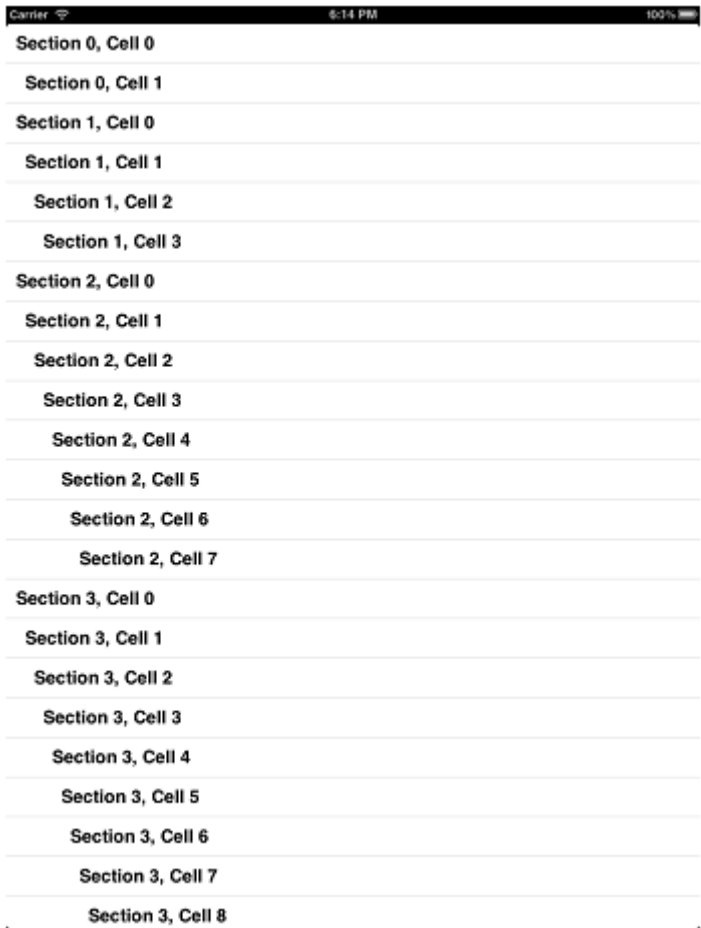 Carrier 6:14 PM 100%
Section 0, Cell 0
Section 0, Cell 1
Section 1, Cell 0
Section 1, Cell 1
Section 1, Cell 2
Section 1, Cell 3
Section 2, Cell 0
Section 2, Cell 1
Section 2, Cell 2
Section 2, Cell 3
Section 2, Cell 4
Section 2, Cell 5
Section 2, Cell 6
Section 2, Cell 7
Section 3, Cell 0
Section 3, Cell 1
Section 3, Cell 2
Section 3, Cell 3
Section 3, Cell 4
Section 3, Cell 5
Section 3, Cell 6
Section 3, Cell 7
Section 3, Cell 8